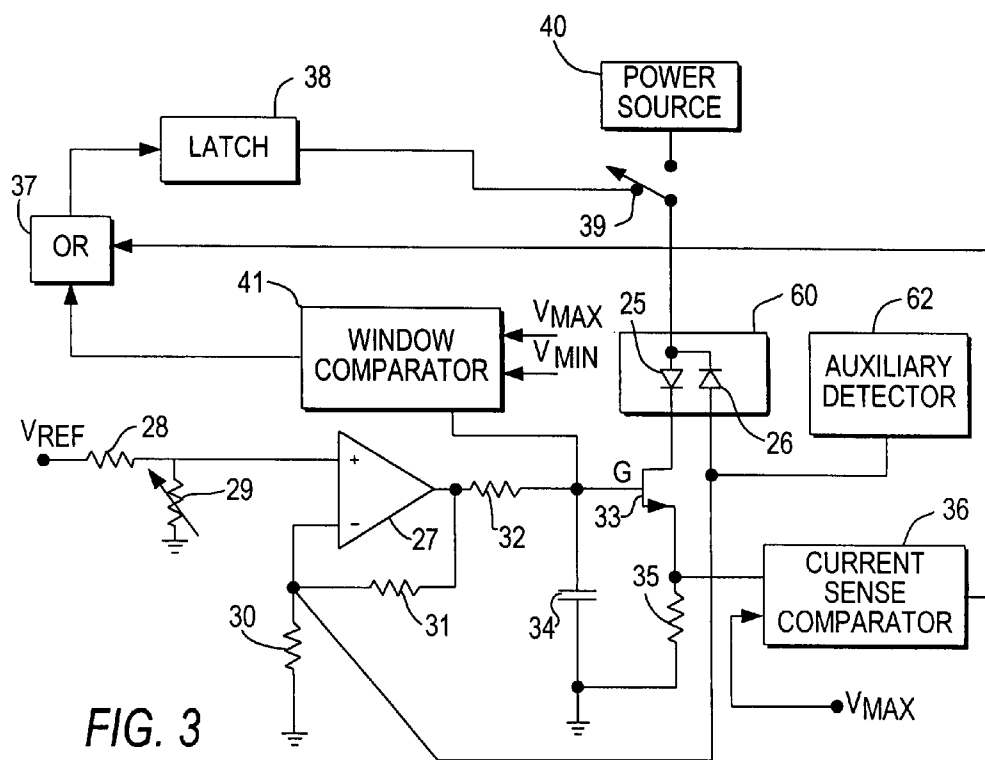 40
POWER
SOURCE
38
LATCH
37
OR
39
41
WINDOW
COMPARATOR
VMAX
VMIN
25
60
26
62
AUXILIARY
DETECTOR
VREF
28
29
+
−
27
32
G
33
31
30
34
35
36
CURRENT
SENSE
COMPARATOR
VMAX
FIG. 3